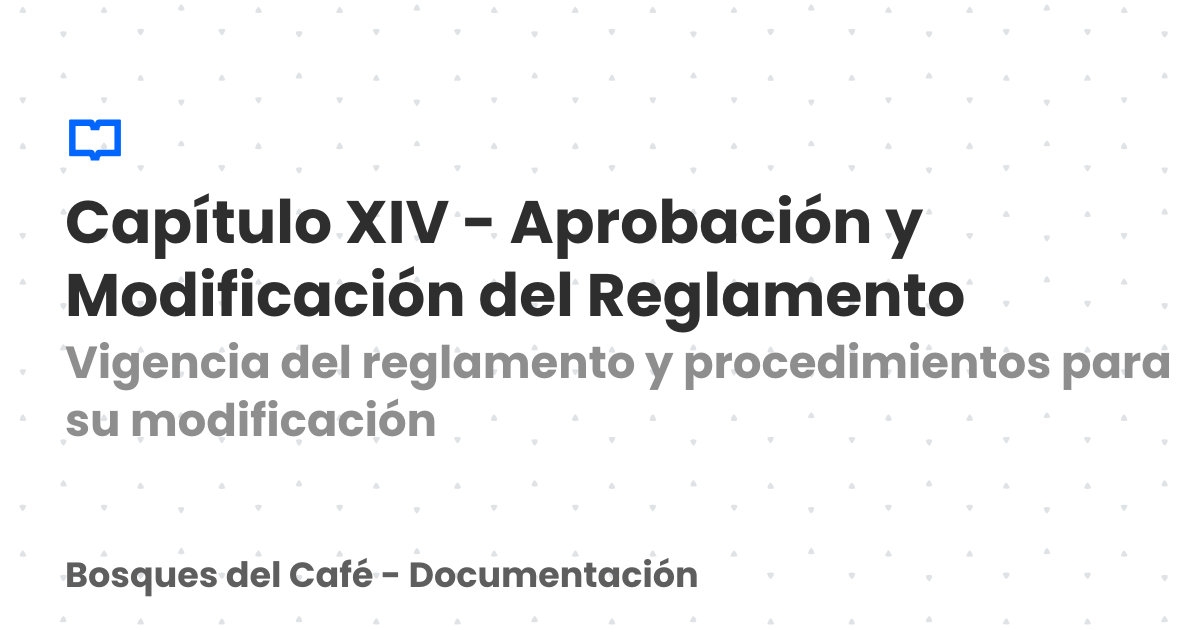 Capítulo XIV - Aprobación y
Modificación del Reglamento
Vigencia del reglamento y procedimientos para
su modificación
Bosques del Café - Documentación